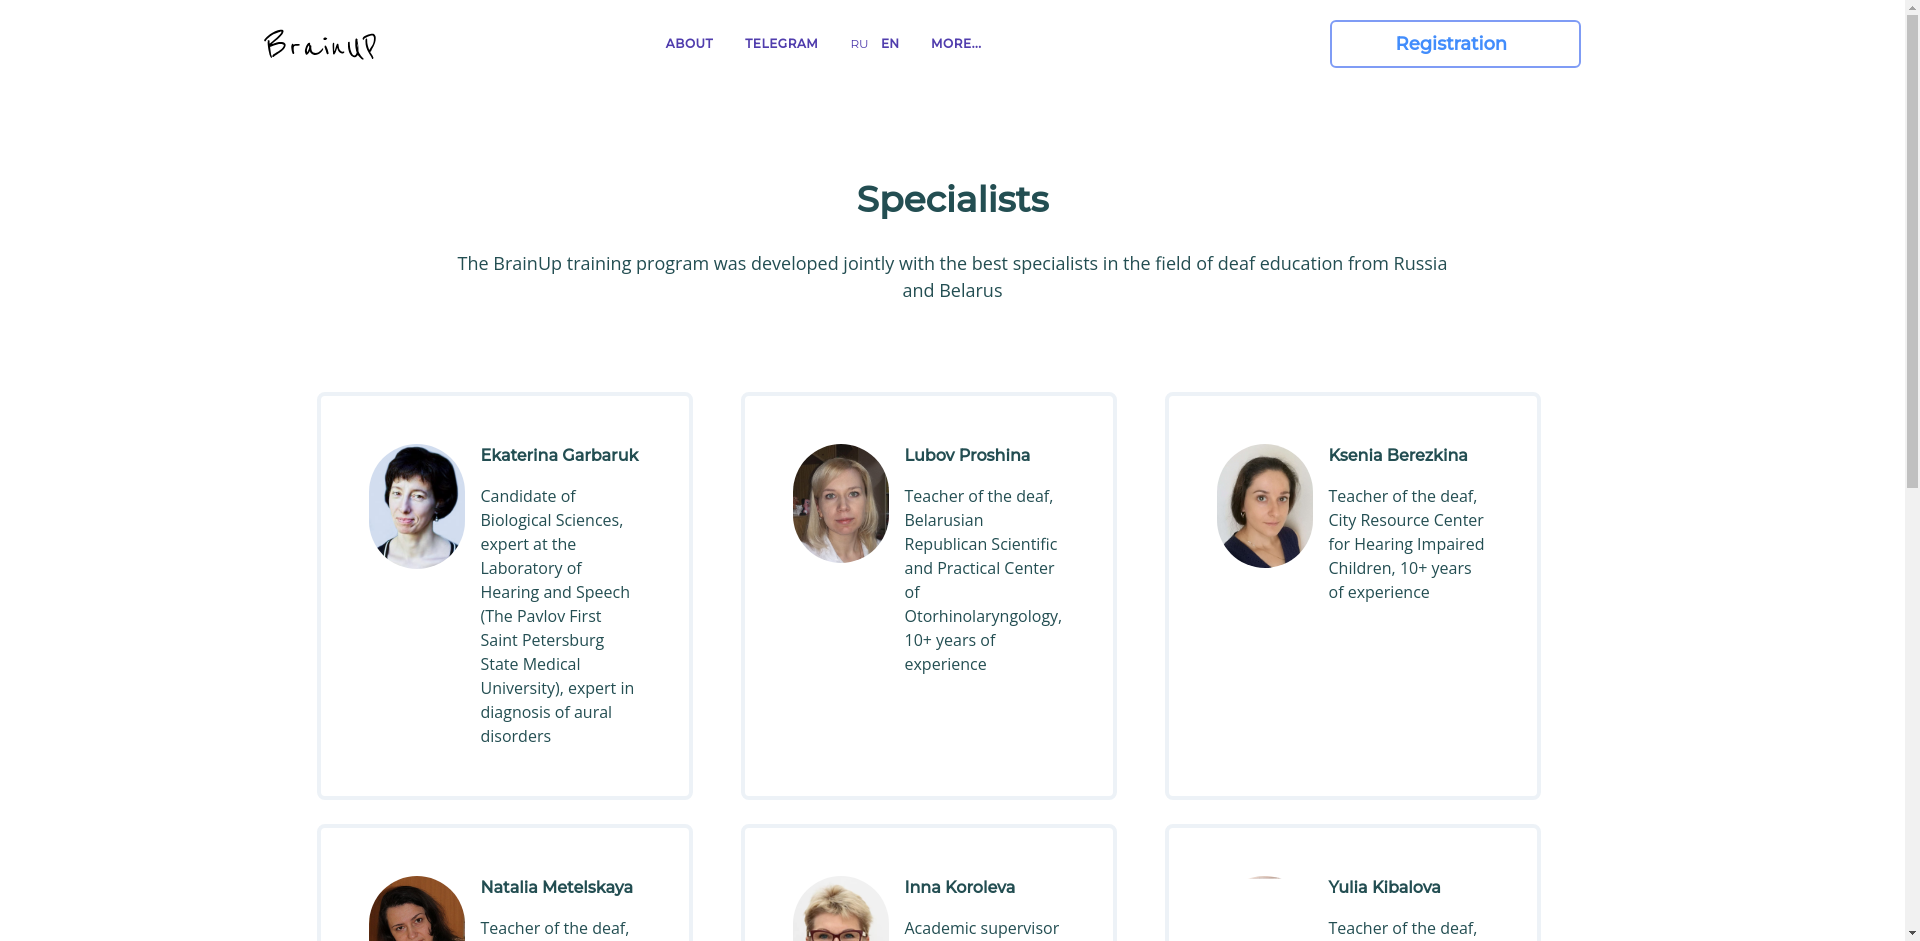 BrainUP
ABOUT
TELEGRAM
RU
EN
MORE...
Registration
Specialists
The BrainUp training program was developed jointly with the best specialists in the field of deaf education from Russia
and Belarus
Ekaterina Garbaruk
Candidate of
Biological Sciences,
expert at the
Laboratory of
Hearing and Speech
(The Pavlov First
Saint Petersburg
State Medical
University), expert in
diagnosis of aural
disorders
Lubov Proshina
Teacher of the deaf,
Belarusian
Republican Scientific
and Practical Center
of
Otorhinolaryngology,
10+ years of
experience
Ksenia Berezkina
Teacher of the deaf,
City Resource Center
for Hearing Impaired
Children, 10+ years
of experience
Natalia Metelskaya
Teacher of the deaf,
Inna Koroleva
Academic supervisor
Yulia Kibalova
Teacher of the deaf,